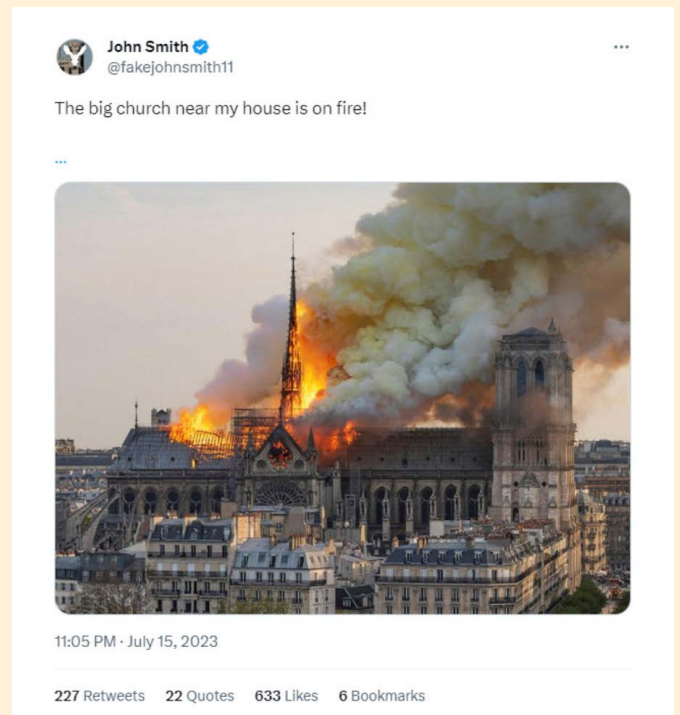 John Smith
@fakejohnsmith11
The big church near my house is on fire!
...
11:05 PM · July 15, 2023
227 Retweets 22 Quotes 633 Likes 6 Bookmarks